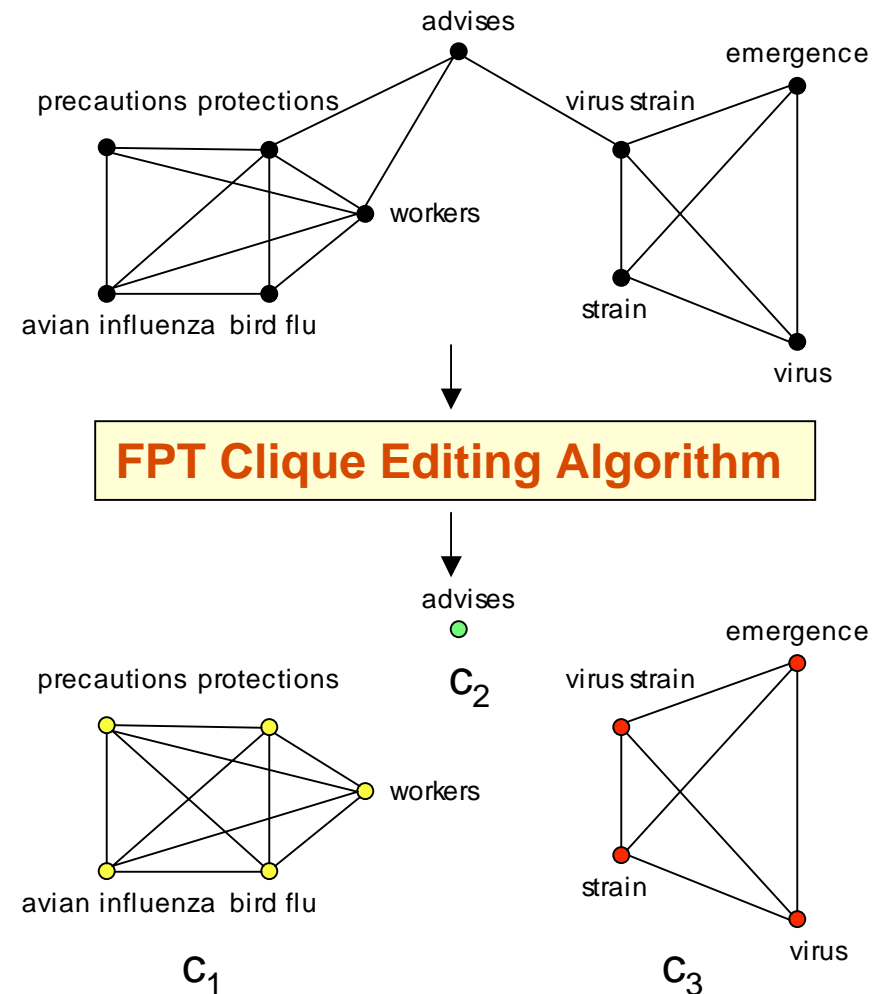 advises
emergence
precautions protections
virus strain
workers
avian influenza bird flu
strain
virus
FPT Clique Editing Algorithm
advises
emergence
precautions protections
C2
virus strain
workers
avian influenza bird flu
strain
virus
C1
C3